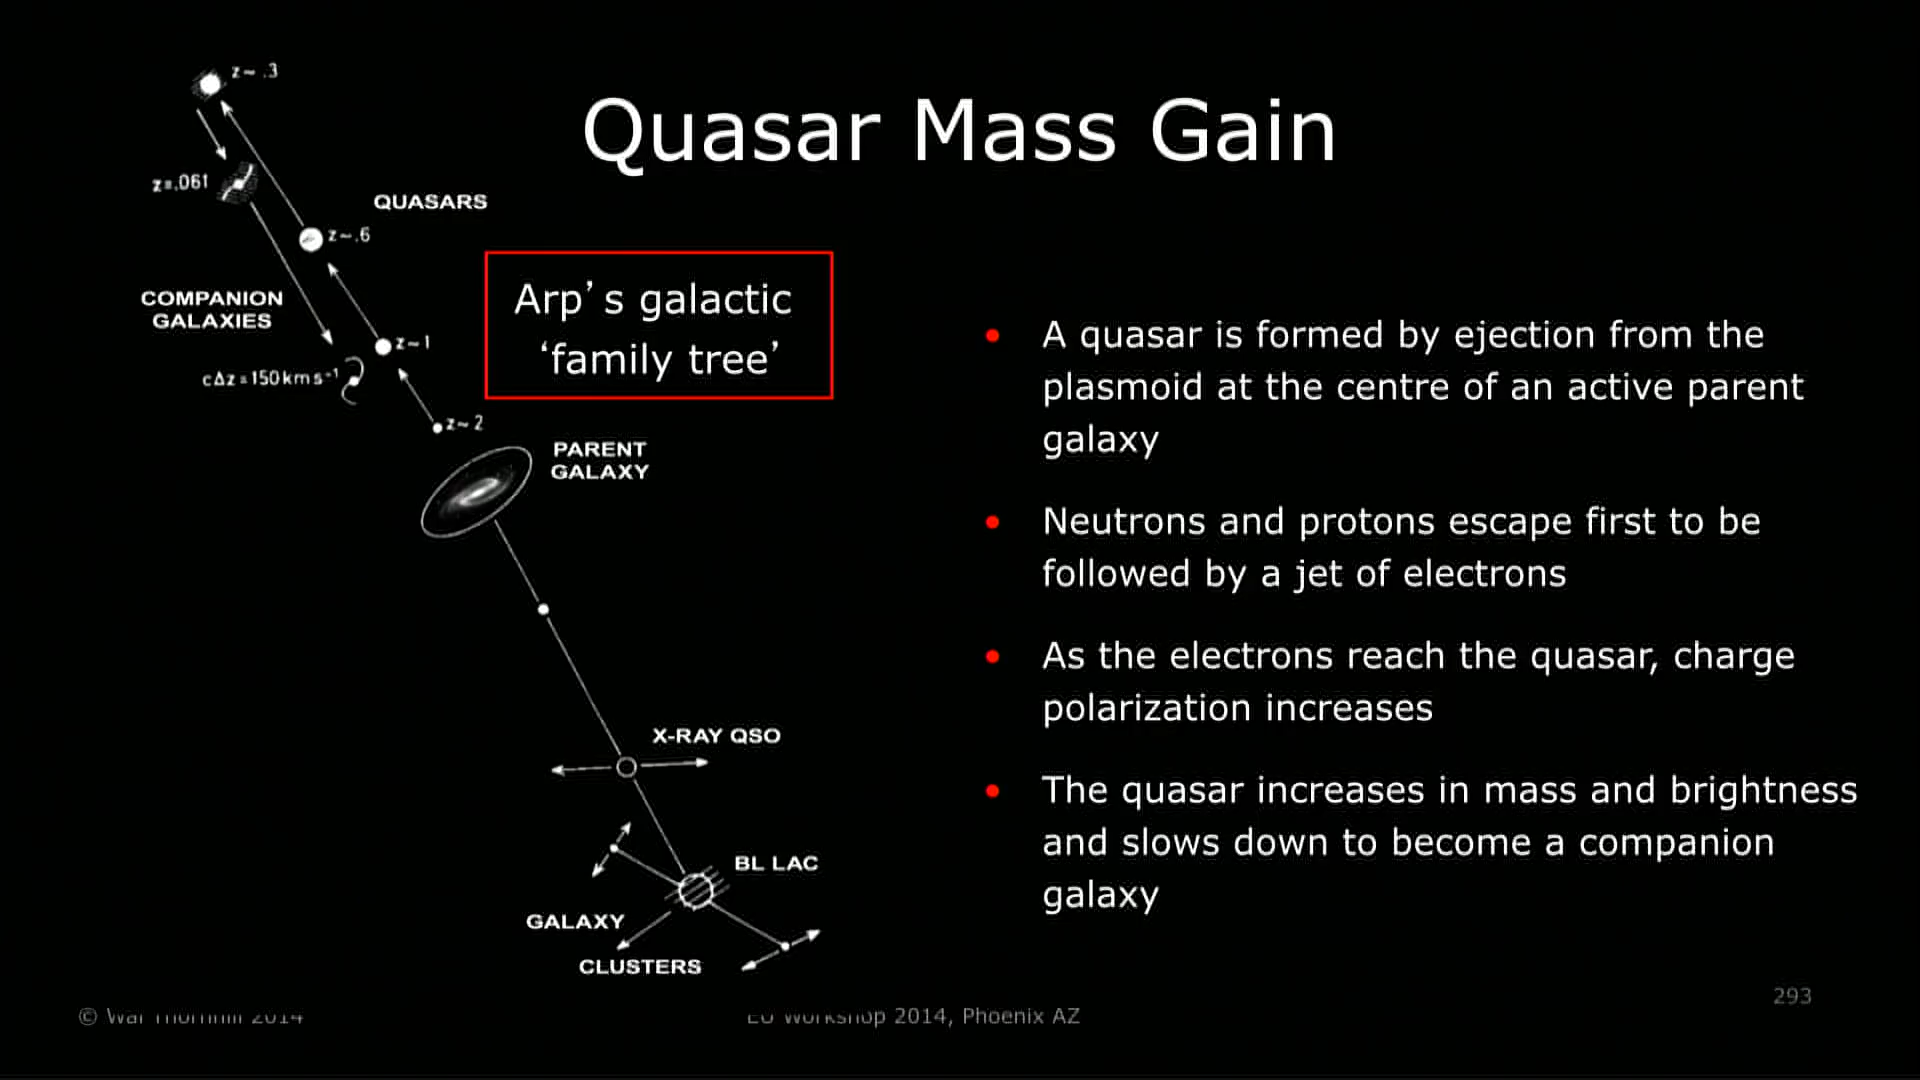 Quasar Mass Gain
z~ .3
z=.061
QUASARS
z~.6
COMPANION
GALAXIES
z~1
cΔz=150kms⁻¹
z~2
Arp’s galactic
‘family tree’
PARENT
GALAXY
X-RAY QSO
BL LAC
GALAXY
CLUSTERS
• A quasar is formed by ejection from the
plasmoid at the centre of an active parent
galaxy
• Neutrons and protons escape first to be
followed by a jet of electrons
• As the electrons reach the quasar, charge
polarization increases
• The quasar increases in mass and brightness
and slows down to become a companion
galaxy
293
© Wal Thornhill 2014
EU Workshop 2014, Phoenix AZ